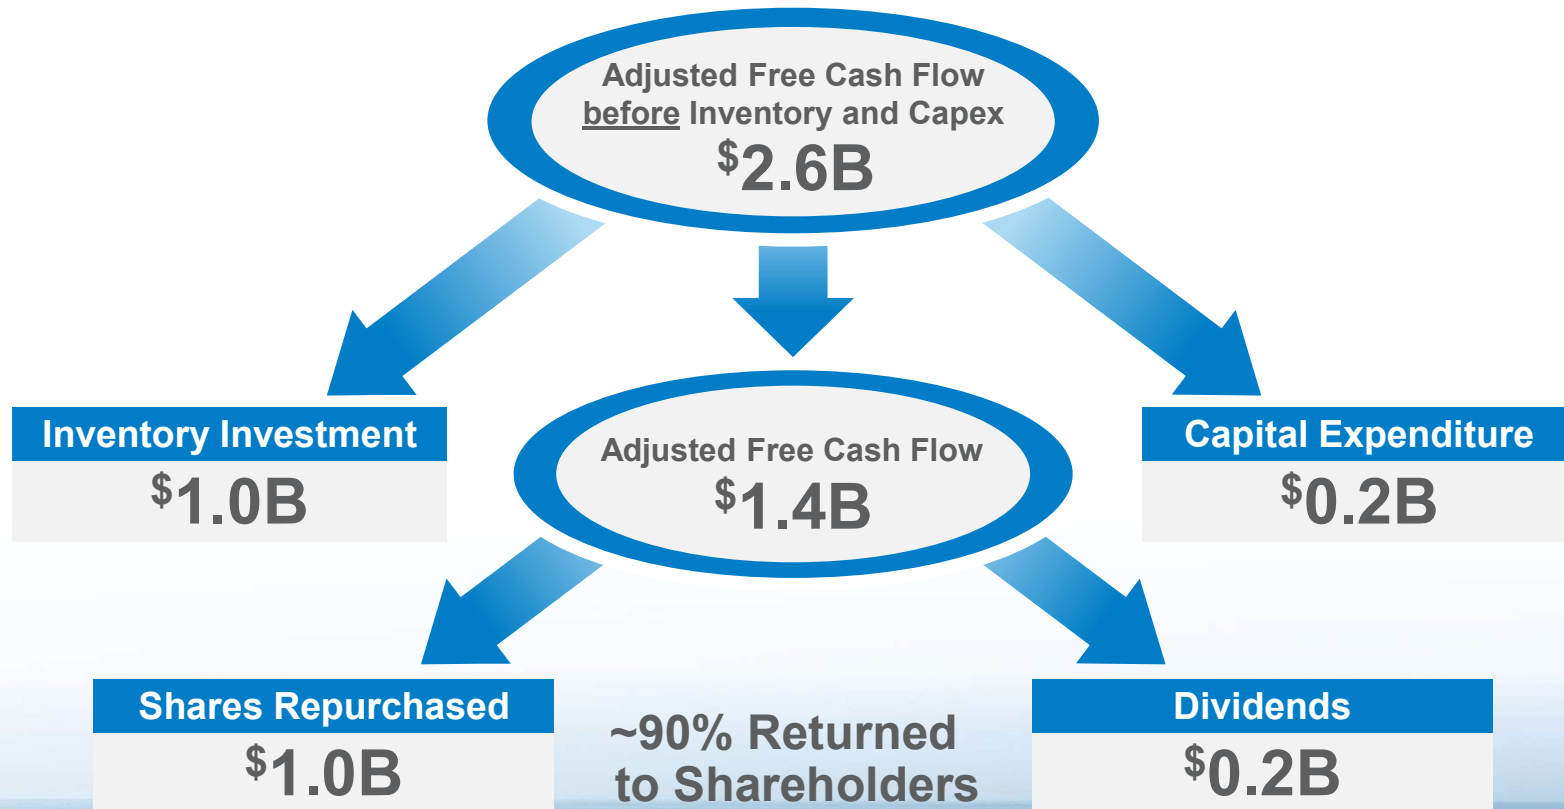 Adjusted Free Cash Flow
before Inventory and Capex
$2.6B
Inventory Investment
$1.0B
Adjusted Free Cash Flow
$1.4B
Capital Expenditure
$0.2B
Shares Repurchased
$1.0B
~90% Returned
to Shareholders
Dividends
$0.2B